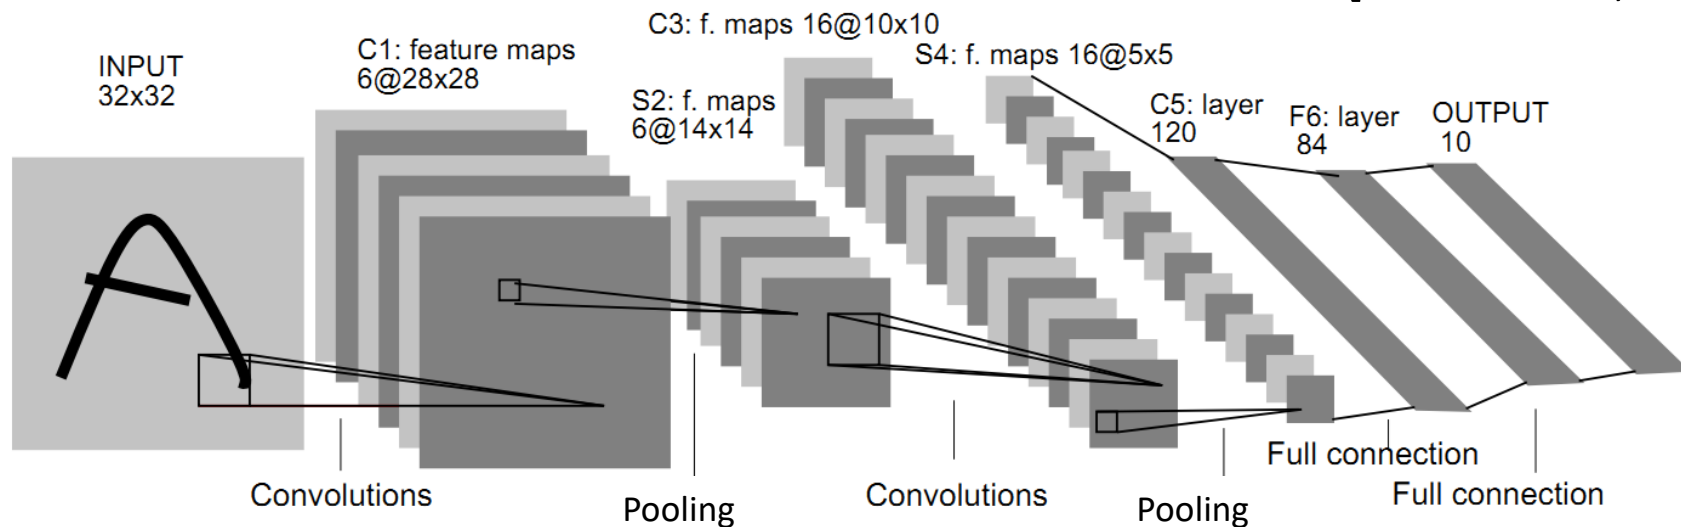 INPUT
32x32
C1: feature maps
6@28x28
S2: f. maps
6@14x14
C3: f. maps 16@10x10
S4: f. maps 16@5x5
C5: layer
120
F6: layer
84
OUTPUT
10
Convolutions
Pooling
Convolutions
Pooling
Full connection
Full connection